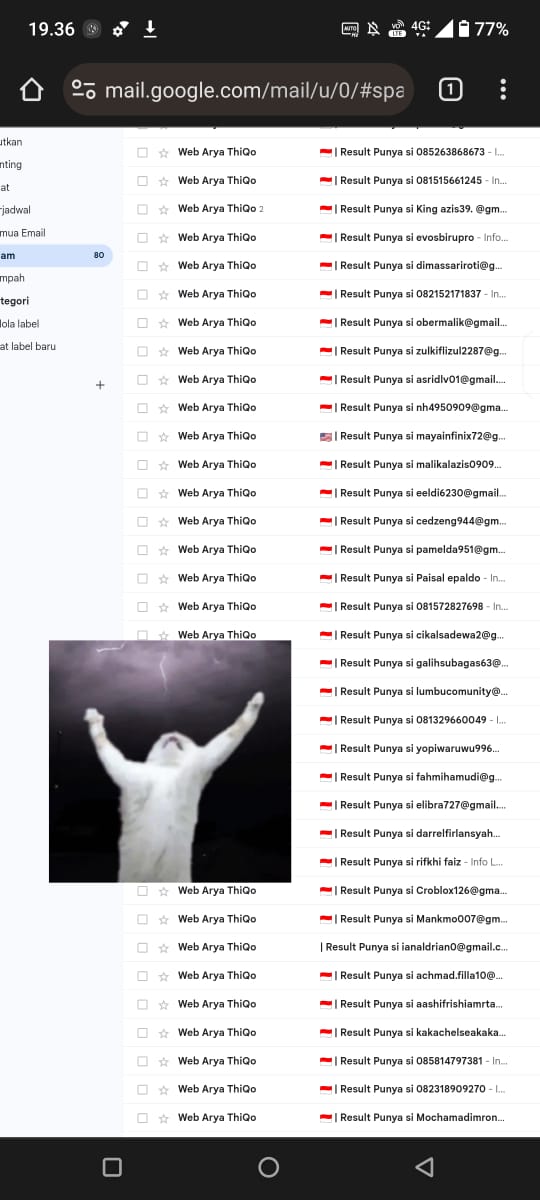 19.36
4G+
77%
mail.google.com/mail/u/0/#spa
1
utkan
nting
at
rjadwal
mua Email
am 80
mpah
tegori
lola label
at label baru
+
Web Arya ThiQo | Result Punya si 085263868673 - I...
Web Arya ThiQo | Result Punya si 081515661245 - In...
Web Arya ThiQo 2 | Result Punya si King azis39. @gm...
Web Arya ThiQo | Result Punya si evosbirupro - Info...
Web Arya ThiQo | Result Punya si dimassariroti@g...
Web Arya ThiQo | Result Punya si 082152171837 - In...
Web Arya ThiQo | Result Punya si obermalik@gmail...
Web Arya ThiQo | Result Punya si zulkiflizul2287@g...
Web Arya ThiQo | Result Punya si asridlv01@gmail....
Web Arya ThiQo | Result Punya si nh4950909@gma...
Web Arya ThiQo | Result Punya si mayainfinix72@g...
Web Arya ThiQo | Result Punya si malikalazis0909...
Web Arya ThiQo | Result Punya si eeldi6230@gmail...
Web Arya ThiQo | Result Punya si cedzeng944@gm...
Web Arya ThiQo | Result Punya si pamelda951@gm...
Web Arya ThiQo | Result Punya si Paisal epaldo - In...
Web Arya ThiQo | Result Punya si 081572827698 - In...
Web Arya ThiQo | Result Punya si cikalsadewa2@g...
| Result Punya si galihsubagas63@...
| Result Punya si lumbucomunity@...
| Result Punya si 081329660049 - I...
| Result Punya si yopiwaruwu996...
| Result Punya si fahmihamudi@g...
| Result Punya si elibra727@gmail....
| Result Punya si darrelfirlansyah...
| Result Punya si rifkhi faiz - Info L...
Web Arya ThiQo | Result Punya si Croblox126@gma...
Web Arya ThiQo | Result Punya si Mankmo007@gm...
Web Arya ThiQo | Result Punya si ianaldrian0@gmail.c...
Web Arya ThiQo | Result Punya si achmad.filla10@...
Web Arya ThiQo | Result Punya si aashifrishiamrta...
Web Arya ThiQo | Result Punya si kakachelseakaka...
Web Arya ThiQo | Result Punya si 085814797381 - In...
Web Arya ThiQo | Result Punya si 082318909270 - I...
Web Arya ThiQo | Result Punya si Mochamadimron...